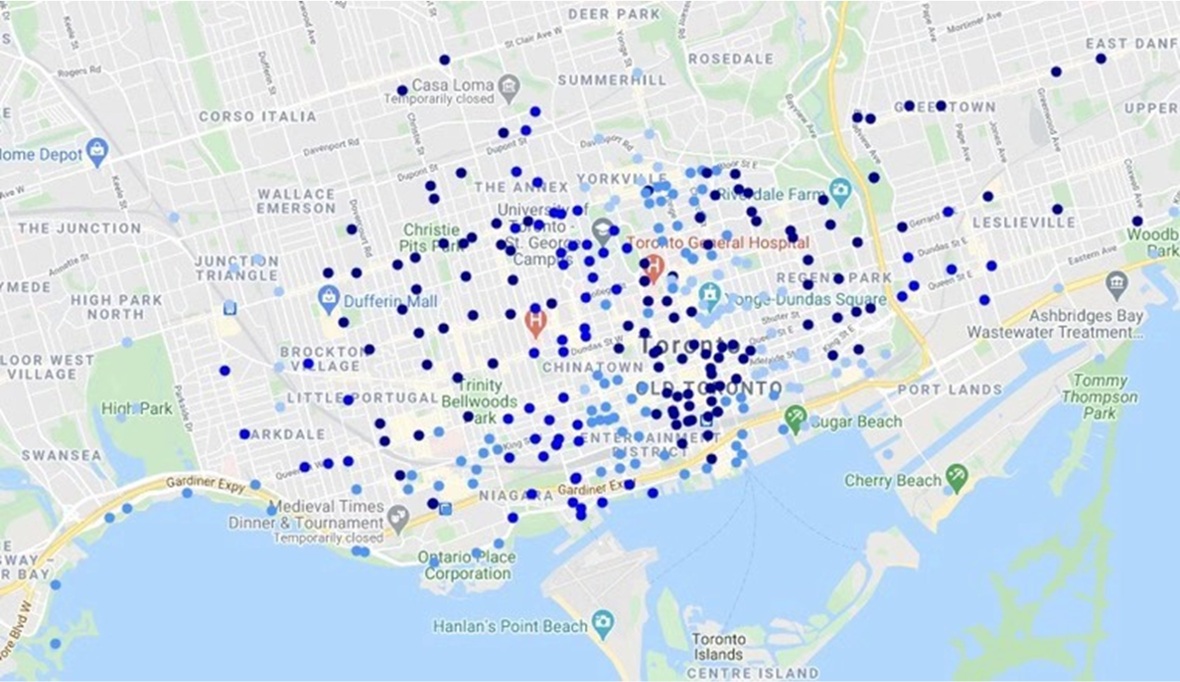 DEER PARK
St Clair Ave W
Yonge St
Mortimer Ave
Pape Ave
EAST DANF
Keele St
Rogers Rd
Dufferin St
ROSEDALE
SUMMERHILL
Casa Loma
Temporarily closed
Bayview Ave
Greenwood Ave
UPPER
CORSO ITALIA
Christie St
Davenport Rd
Dupont St
Jones Ave
Pape Ave
ome Depot
Keele St
Dupont St
YORKVILLE
THE ANNEX
Riverdale Farm
Coxwell Ave
WALLACE
EMERSON
University of
Toronto -
St. George
Campus
Gerrard
LESLIEVILLE
THE JUNCTION
Christie
Pits Park
Toronto General Hospital
Dundas St E
Woodb
Park
Annette St
JUNCTION
TRIANGLE
REGENT PARK
Queen St E
Eastern Ave
YMEDE
HIGH PARK
NORTH
Dufferin Mall
Yonge-Dundas Square
Shuter St
Queen St E
King St E
Ashbridges Bay
Wastewater Treatment...
Dundas St W
Toronto
Adelaide St
LOOR WEST
VILLAGE
BROCKTON
VILLAGE
CHINATOWN
OLD TORONTO
PORT LANDS
Tommy
Thompson
Park
LITTLE PORTUGAL
Trinity
Bellwoods
Park
High Park
Parkside Dr
Sugar Beach
ARKDALE
King St
ENTERTAINMENT
DISTRICT
SWANSEA
Cherry Beach
Gardiner Expy
NIAGARA
Gardiner Exp
Medieval Times
Dinner & Tournament
Temporarily closed
Ontario Place
Corporation
Hanlan's Point Beach
Toronto
Islands
CENTRE ISLAND